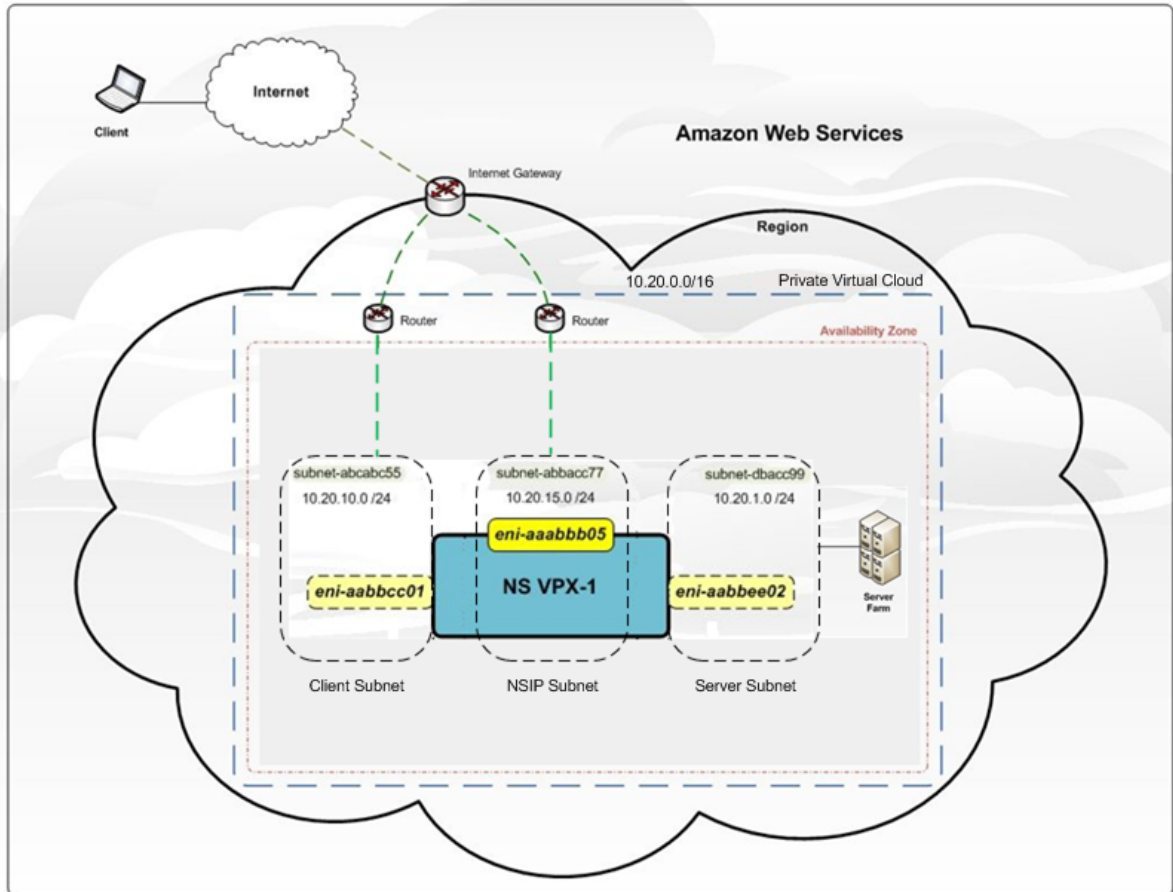 Internet
Client
Amazon Web Services
Internet Gateway
Region
10.20.0.0/16
Private Virtual Cloud
Router
Router
Availability Zone
subnet-abcabc55
10.20.10.0 /24
subnet-abbacc77
10.20.15.0 /24
subnet-dbacc99
10.20.1.0 /24
eni-aaabbb05
NS VPX-1
eni-aabbcc01
eni-aabbee02
Server
Farm
Client Subnet
NSIP Subnet
Server Subnet